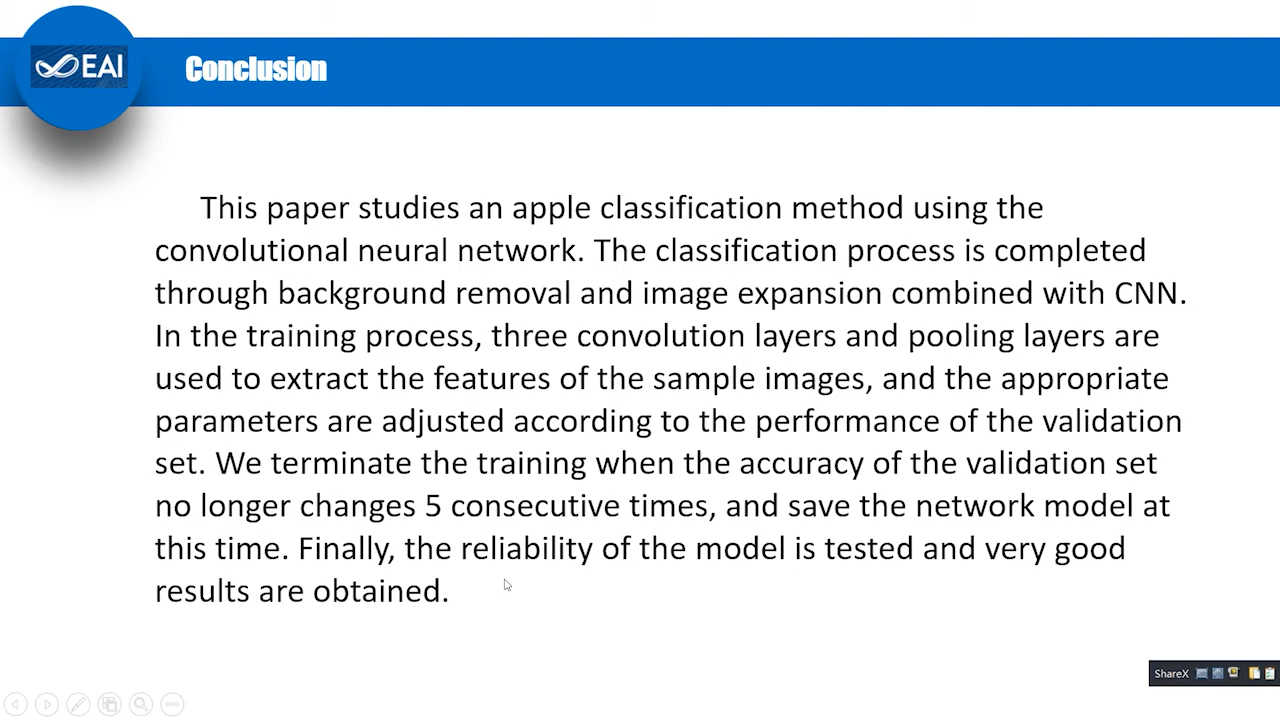 EAI
Conclusion
This paper studies an apple classification method using the
convolutional neural network. The classification process is completed
through background removal and image expansion combined with CNN.
In the training process, three convolution layers and pooling layers are
used to extract the features of the sample images, and the appropriate
parameters are adjusted according to the performance of the validation
set. We terminate the training when the accuracy of the validation set
no longer changes 5 consecutive times, and save the network model at
this time. Finally, the reliability of the model is tested and very good
results are obtained.
ShareX